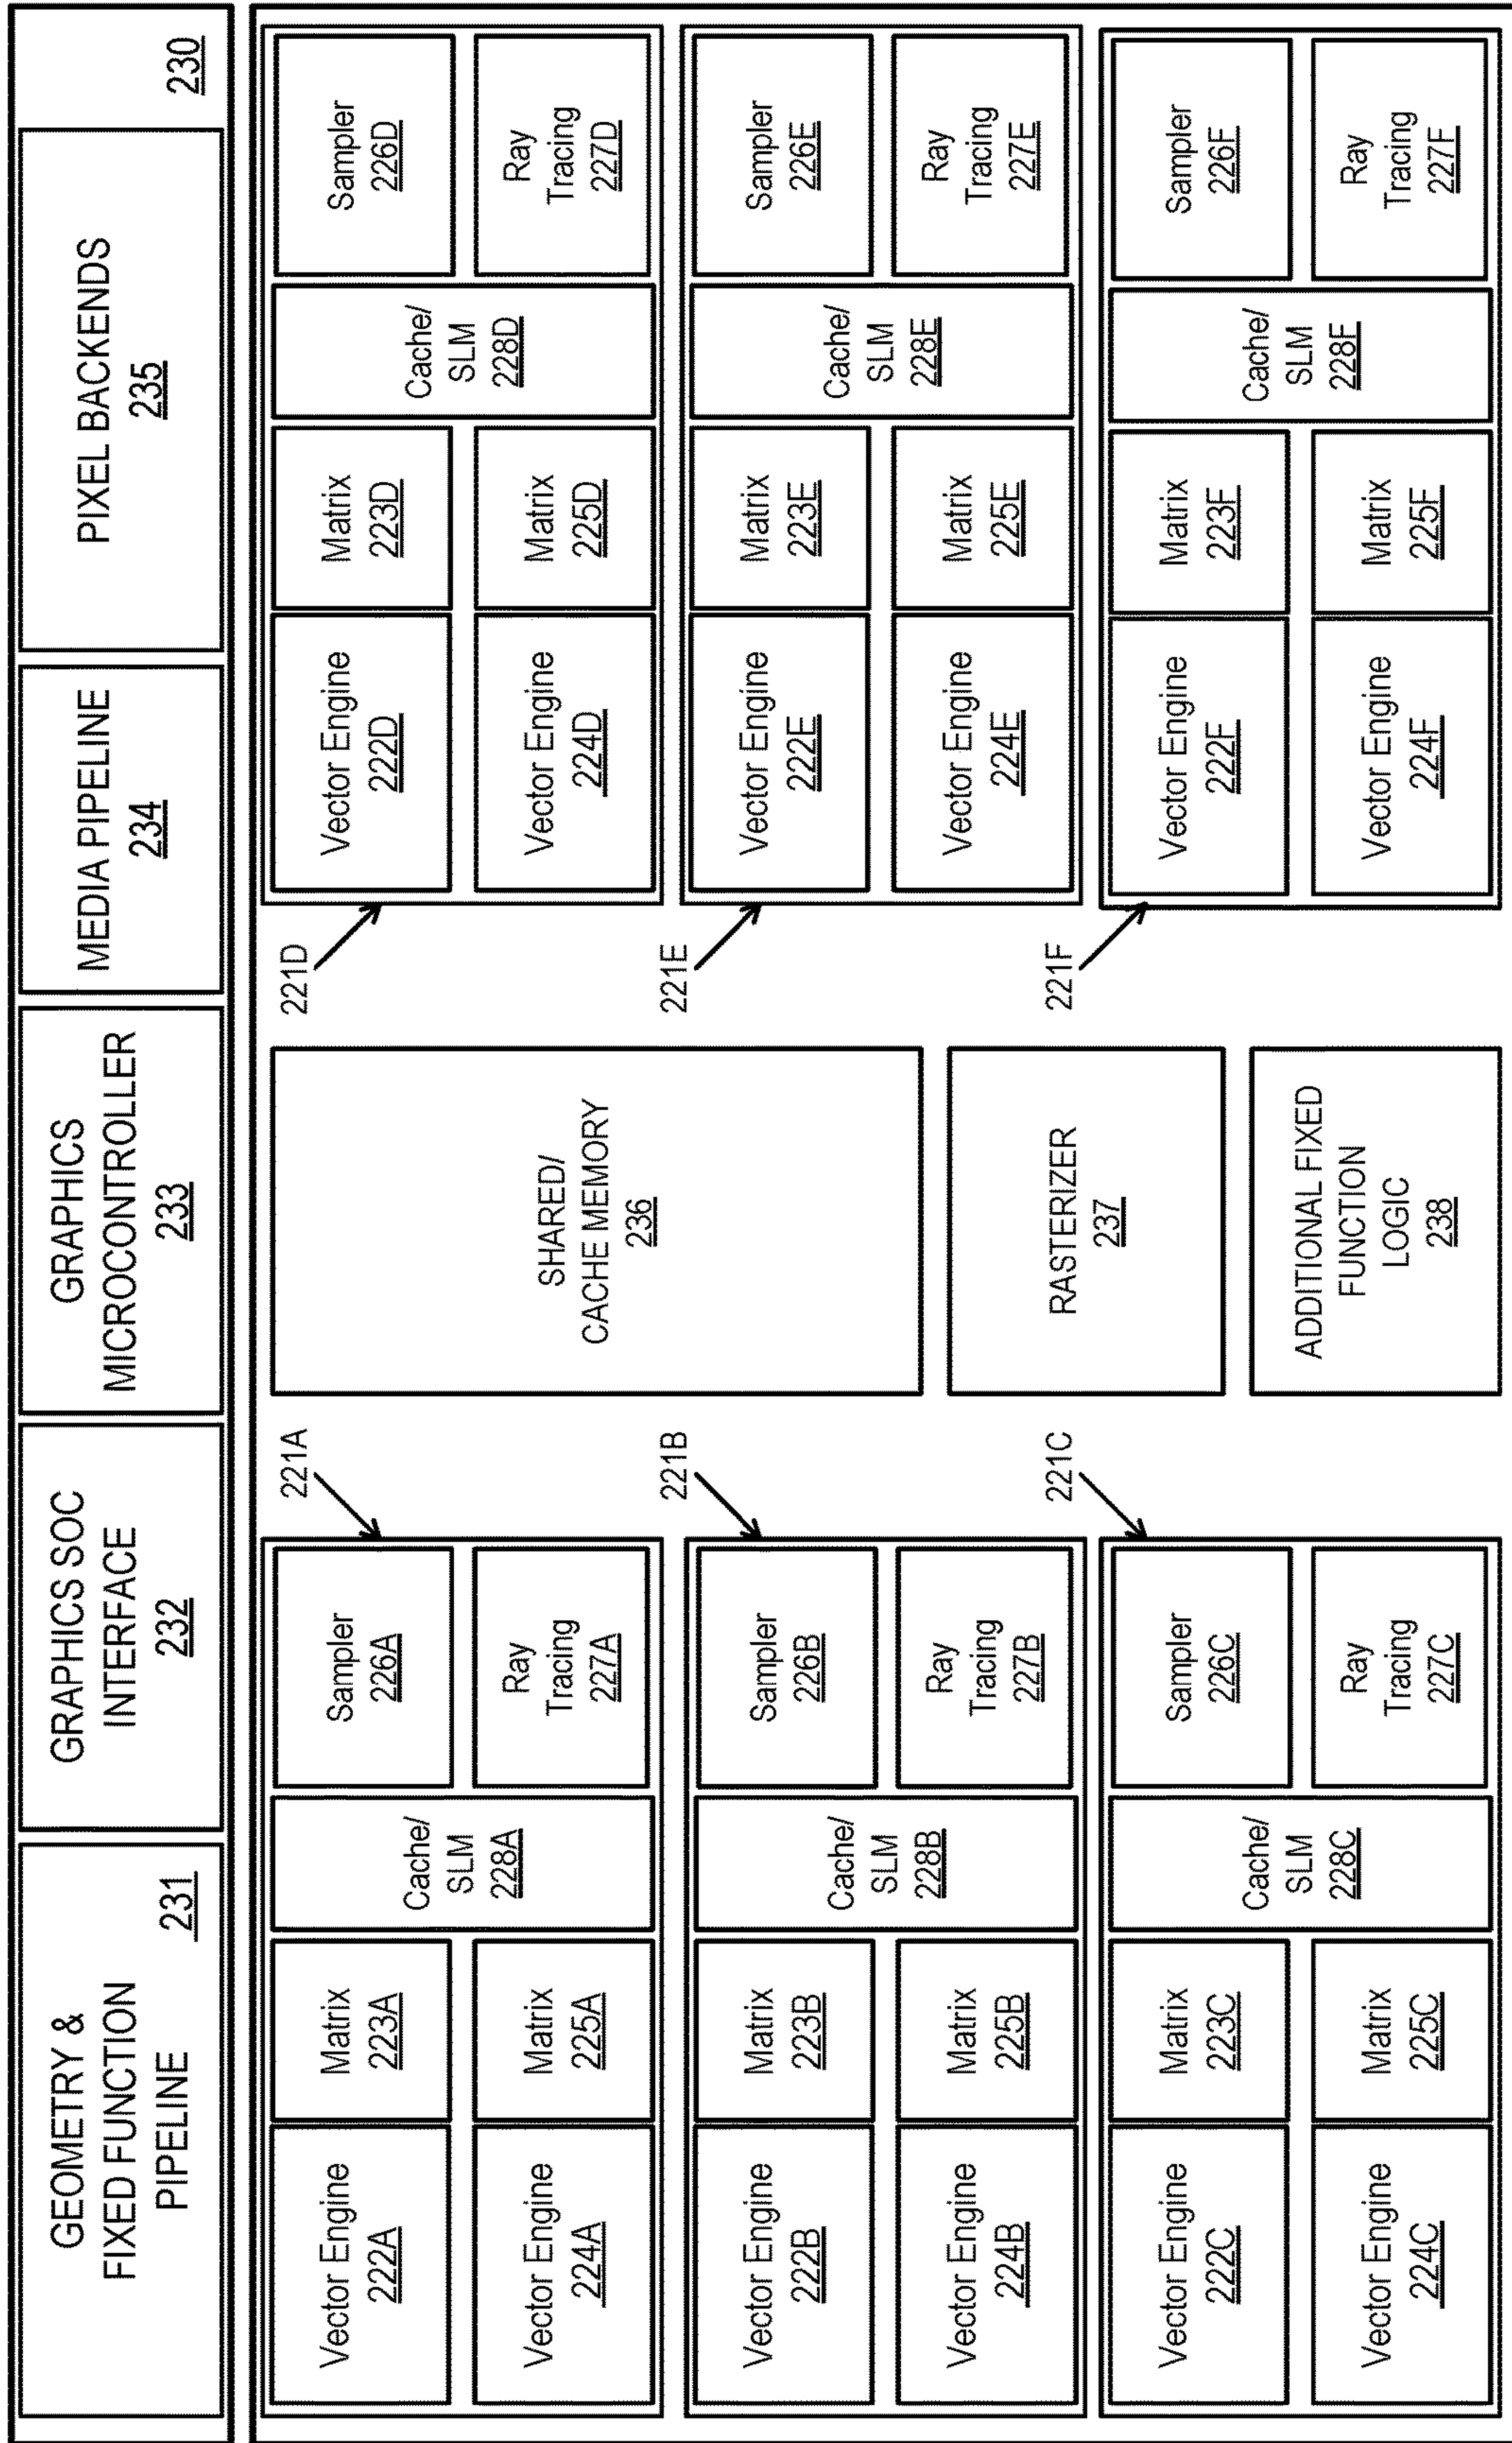 GEOMETRY &
FIXED FUNCTION
PIPELINE
231
GRAPHICS SOC
INTERFACE
232
GRAPHICS
MICROCONTROLLER
233
MEDIA PIPELINE
234
PIXEL BACKENDS
235
230
Vector Engine
222A
Matrix
223A
Vector Engine
224A
Matrix
225A
Cache/
SLM
228A
Sampler
226A
Ray
Tracing
227A
221A
Vector Engine
222B
Matrix
223B
Vector Engine
224B
Matrix
225B
Cache/
SLM
228B
Sampler
226B
Ray
Tracing
227B
221B
Vector Engine
222C
Matrix
223C
Vector Engine
224C
Matrix
225C
Cache/
SLM
228C
Sampler
226C
Ray
Tracing
227C
221C
SHARED/
CACHE MEMORY
236
RASTERIZER
237
ADDITIONAL FIXED
FUNCTION
LOGIC
238
221D
Vector Engine
222D
Matrix
223D
Vector Engine
224D
Matrix
225D
Cache/
SLM
228D
Sampler
226D
Ray
Tracing
227D
221E
Vector Engine
222E
Matrix
223E
Vector Engine
224E
Matrix
225E
Cache/
SLM
228E
Sampler
226E
Ray
Tracing
227E
221F
Vector Engine
222F
Matrix
223F
Vector Engine
224F
Matrix
225F
Cache/
SLM
228F
Sampler
226F
Ray
Tracing
227F